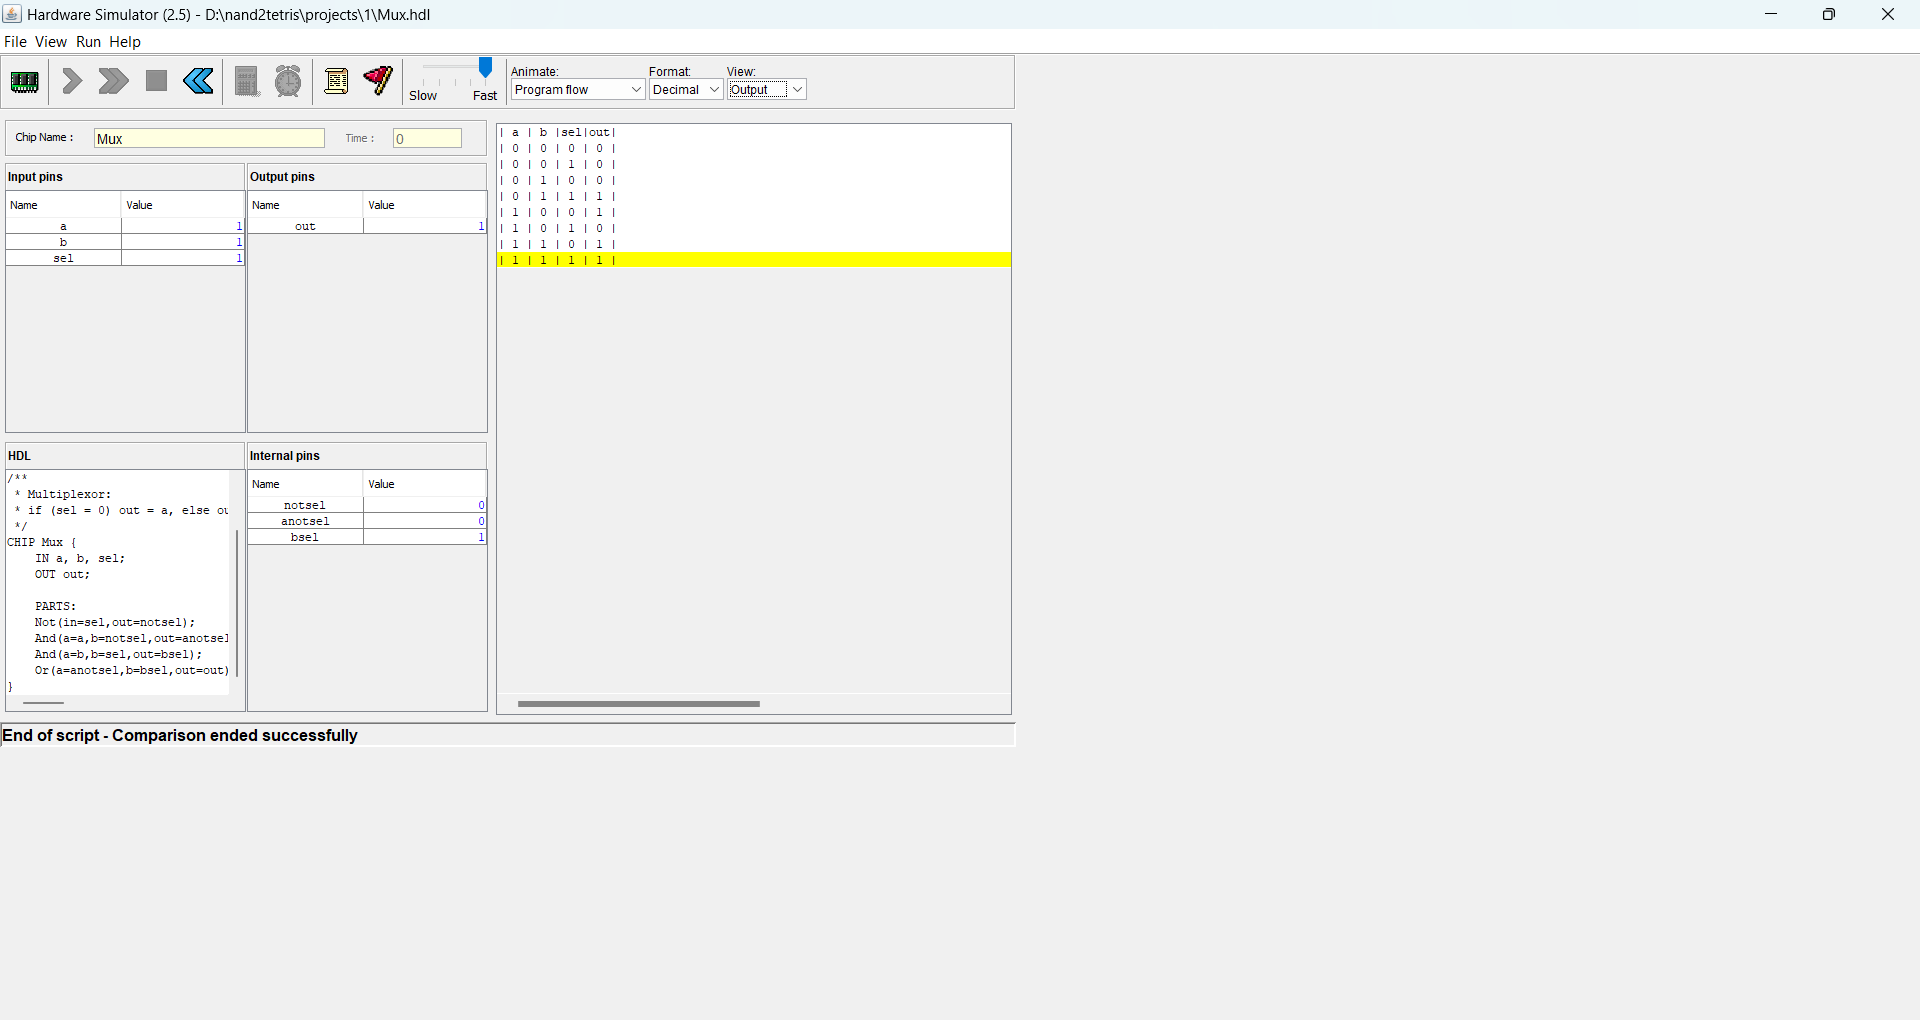 Hardware Simulator (2.5) - D:\nand2tetris\projects\1\Mux.hdl
File View Run Help
Slow Fast
Animate: Format: View:
Program flow Decimal Output
Chip Name : Mux Time : 0
Input pins
Name Value
a 1
b 1
sel 1
Output pins
Name Value
out 1
HDL
/**
* Multiplexor:
* if (sel = 0) out = a, else ou
*/
CHIP Mux {
IN a, b, sel;
OUT out;
PARTS:
Not(in=sel,out=notsel);
And(a=a,b=notsel,out=anotsel
And(a=b,b=sel,out=bsel);
Or(a=anotsel,b=bsel,out=out)
}
Internal pins
Name Value
notsel 0
anotsel 0
bsel 1
| a | b |sel|out|
| 0 | 0 | 0 | 0 |
| 0 | 0 | 1 | 0 |
| 0 | 1 | 0 | 0 |
| 0 | 1 | 1 | 1 |
| 1 | 0 | 0 | 1 |
| 1 | 0 | 1 | 0 |
| 1 | 1 | 0 | 1 |
| 1 | 1 | 1 | 1 |
End of script - Comparison ended successfully